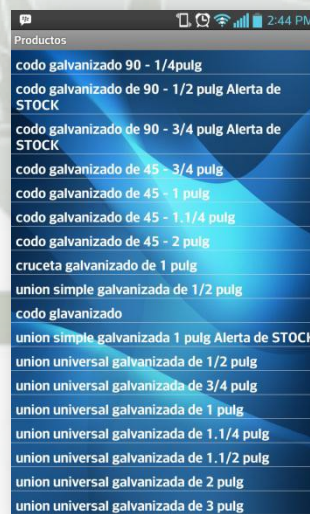 2:44 PM
Productos
codo galvanizado 90 - 1/4pulg
codo galvanizado de 90 - 1/2 pulg Alerta de
STOCK
codo galvanizado de 90 - 3/4 pulg Alerta de
STOCK
codo galvanizado de 45 - 3/4 pulg
codo galvanizado de 45 - 1 pulg
codo galvanizado de 45 - 1.1/4 pulg
codo galvanizado de 45 - 2 pulg
cruceta galvanizado de 1 pulg
union simple galvanizada de 1/2 pulg
codo glavanizado
union simple galvanizada 1 pulg Alerta de STOCK
union universal galvanizada de 1/2 pulg
union universal galvanizada de 3/4 pulg
union universal galvanizada de 1 pulg
union universal galvanizada de 1.1/4 pulg
union universal galvanizada de 1.1/2 pulg
union universal galvanizada de 2 pulg
union universal galvanizada de 3 pulg